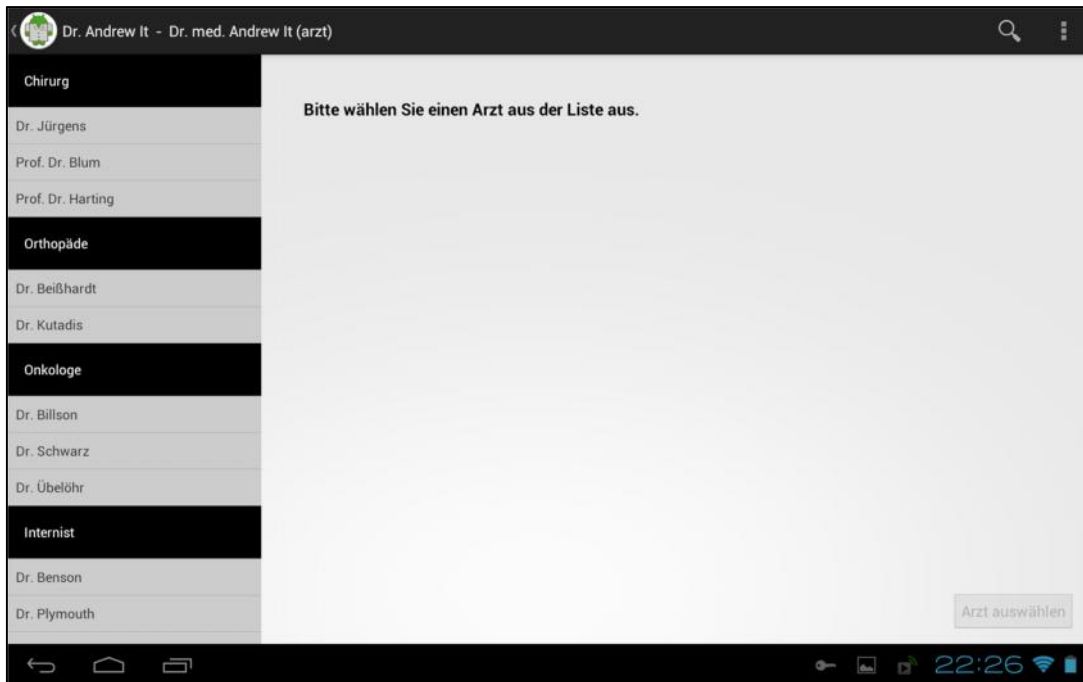 Dr. Andrew It - Dr. med. Andrew It (arzt)
Chirurg
Dr. Jürgens
Prof. Dr. Blum
Prof. Dr. Harting
Orthopäde
Dr. Beißhardt
Dr. Kutadis
Onkologe
Dr. Billson
Dr. Schwarz
Dr. Übelöhr
Internist
Dr. Benson
Dr. Plymouth
Bitte wählen Sie einen Arzt aus der Liste aus.
Arzt auswählen
22:26